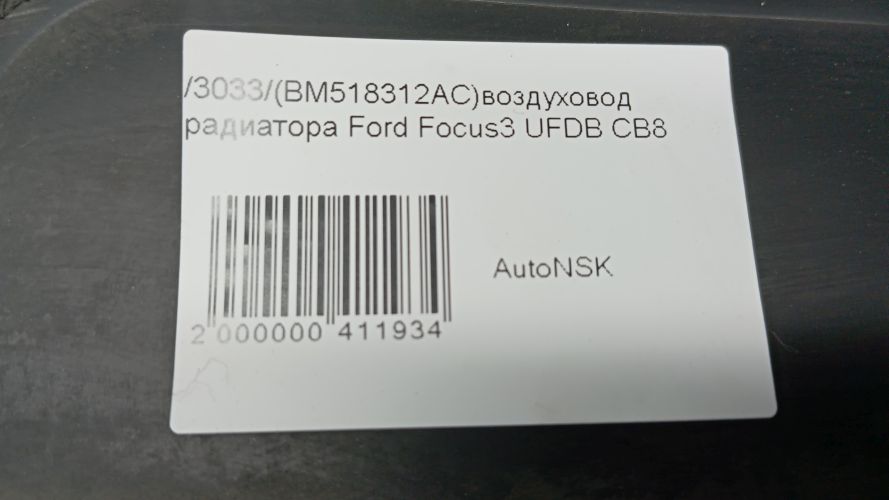 /3033/(BM518312AC)воздуховод
радиатора Ford Focus3 UFDB CB8
AutoNSK
2 000000 411934